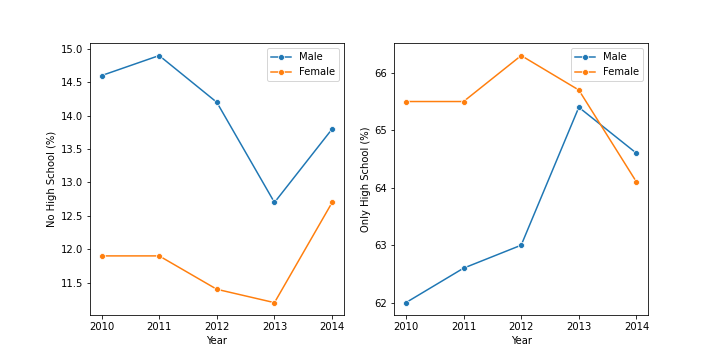 No High School (%)
15.0
14.5
14.0
13.5
13.0
12.5
12.0
11.5
2010 2011 2012 2013 2014
Year
Male
Female
Only High School (%)
66
65
64
63
62
2010 2011 2012 2013 2014
Year
Male
Female